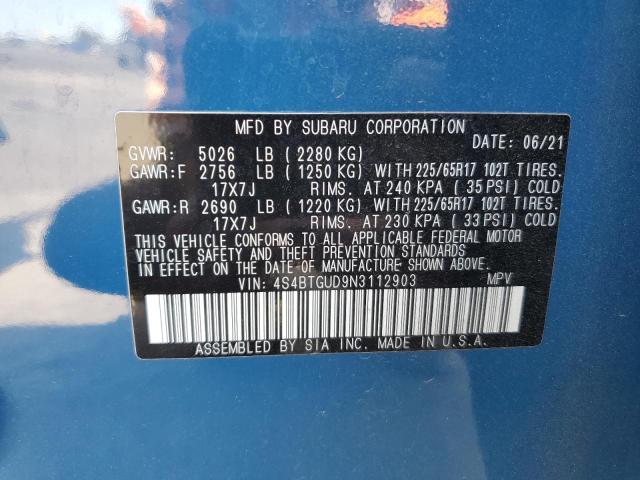 MFD BY SUBARU CORPORATION
DATE: 06/21
GVWR: 5026 LB ( 2280 KG)
GAWR:F 2756 LB ( 1250 KG) WITH 225/65R17 102T TIRES.
17X7J RIMS. AT 240 KPA ( 35 PSI) COLD
GAWR:R 2690 LB ( 1220 KG) WITH 225/65R17 102T TIRES.
17X7J RIMS. AT 230 KPA ( 33 PSI) COLD
THIS VEHICLE CONFORMS TO ALL APPLICABLE FEDERAL MOTOR
VEHICLE SAFETY AND THEFT PREVENTION STANDARDS
IN EFFECT ON THE DATE OF MANUFACTURE SHOWN ABOVE.
VIN: 4S4BTGUD9N3112903 MPV
ASSEMBLED BY SIA INC. MADE IN U.S.A.